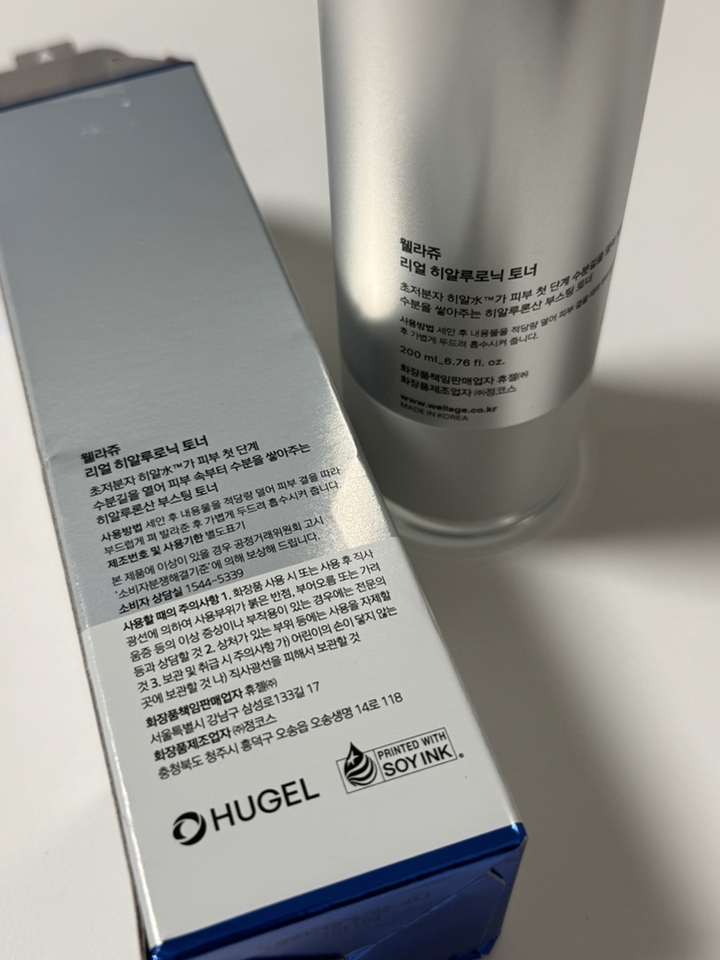 웰라쥬
리얼 히알루로닉 토너
초저분자 히알水™가 피부 첫 단계
수분길을 열어 피부 속부터 수분을 쌓아주는
히알루론산 부스팅 토너
사용방법 세안 후 내용물을 적당량 덜어 피부 결을 따라
부드럽게 펴 발라준 후 가볍게 두드려 흡수시켜 줍니다.
제조번호 및 사용기한 별도표기
본 제품에 이상이 있을 경우 공정거래위원회 고시
'소비자분쟁해결기준'에 의해 보상해 드립니다.
소비자 상담실 1544-5339
사용할 때의 주의사항 1. 화장품 사용 시 또는 사용 후 직사
광선에 의하여 사용부위가 붉은 반점, 부어오름 또는 가려
움증 등의 이상 증상이나 부작용이 있는 경우에는 전문의
등과 상담할 것 2. 상처가 있는 부위 등에는 사용을 자제할
것 3. 보관 및 취급 시 주의사항 가) 어린이의 손이 닿지 않는
곳에 보관할 것 나) 직사광선을 피해서 보관할 것
화장품책임판매업자 휴젤㈜
서울특별시 강남구 삼성로133길 17
화장품제조업자 ㈜정코스
충청북도 청주시 흥덕구 오송읍 오송생명 14로 118
HUGEL
PRINTED WITH
SOY INK
웰라쥬
리얼 히알루로닉 토너
초저분자 히알水™가 피부 첫 단계 수분길을
수분을 쌓아주는 히알루론산 부스팅 토너
사용방법 세안 후 내용물을 적당량 덜어 피부 결을
후 가볍게 두드려 흡수시켜 줍니다.
200 ml_6.76 fl. oz.
화장품책임판매업자 휴젤㈜
화장품제조업자 ㈜정코스
www.wellage.co.kr
MADE IN KOREA